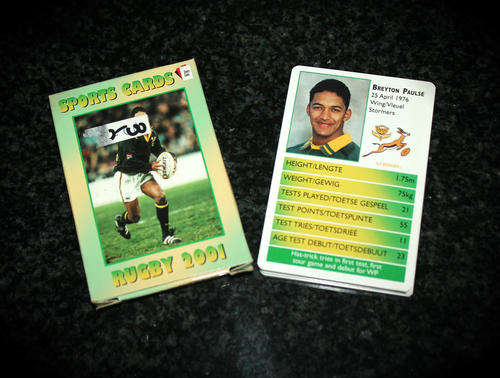 SPORTS CARDS
RUGBY 2001
BREYTON PAULSE
25 April 1976
Wing/Vleuel
Stormers
HEIGHT/LENGTE 1.75m
WEIGHT/GEWIG 75kg
TESTS PLAYED/TOETSE GESPEEL 21
TEST POINTS/TOETSPUNTE 55
TEST TRIES/TOETSDRIEË 11
AGE TEST DEBUT/TOETSDEBUUT 23
Hat-trick tries in first test, first
tour game and debut for WP